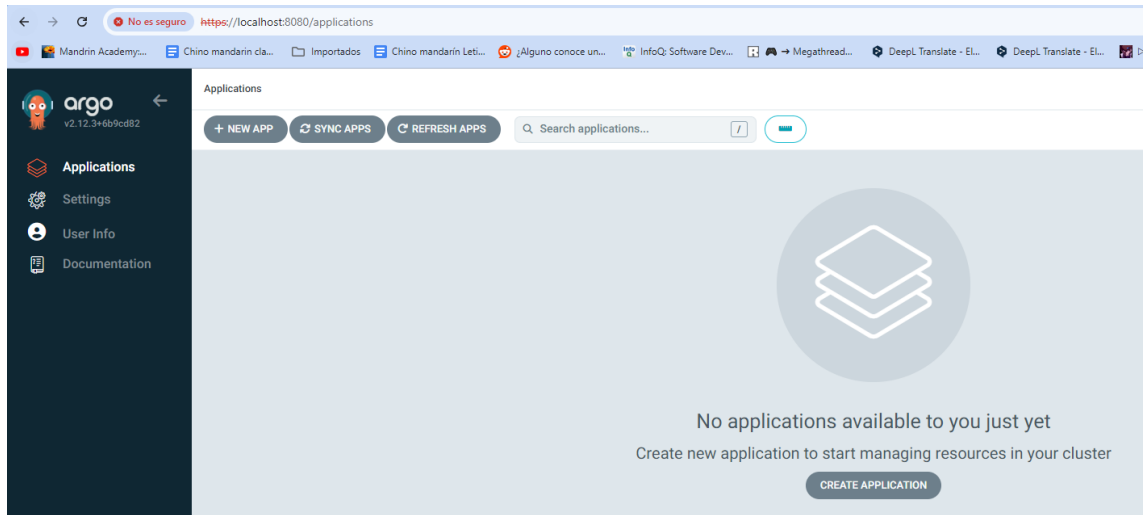 No es seguro https://localhost:8080/applications
Mandrin Academy:... Chino mandarin cla... Importados Chino mandarín Leti... ¿Alguno conoce un... InfoQ: Software Dev... → Megathread... DeepL Translate - El... DeepL Translate - El...
argo
v2.12.3+6b9cd82
Applications
Settings
User Info
Documentation
Applications
+ NEW APP SYNC APPS REFRESH APPS Search applications... /
No applications available to you just yet
Create new application to start managing resources in your cluster
CREATE APPLICATION